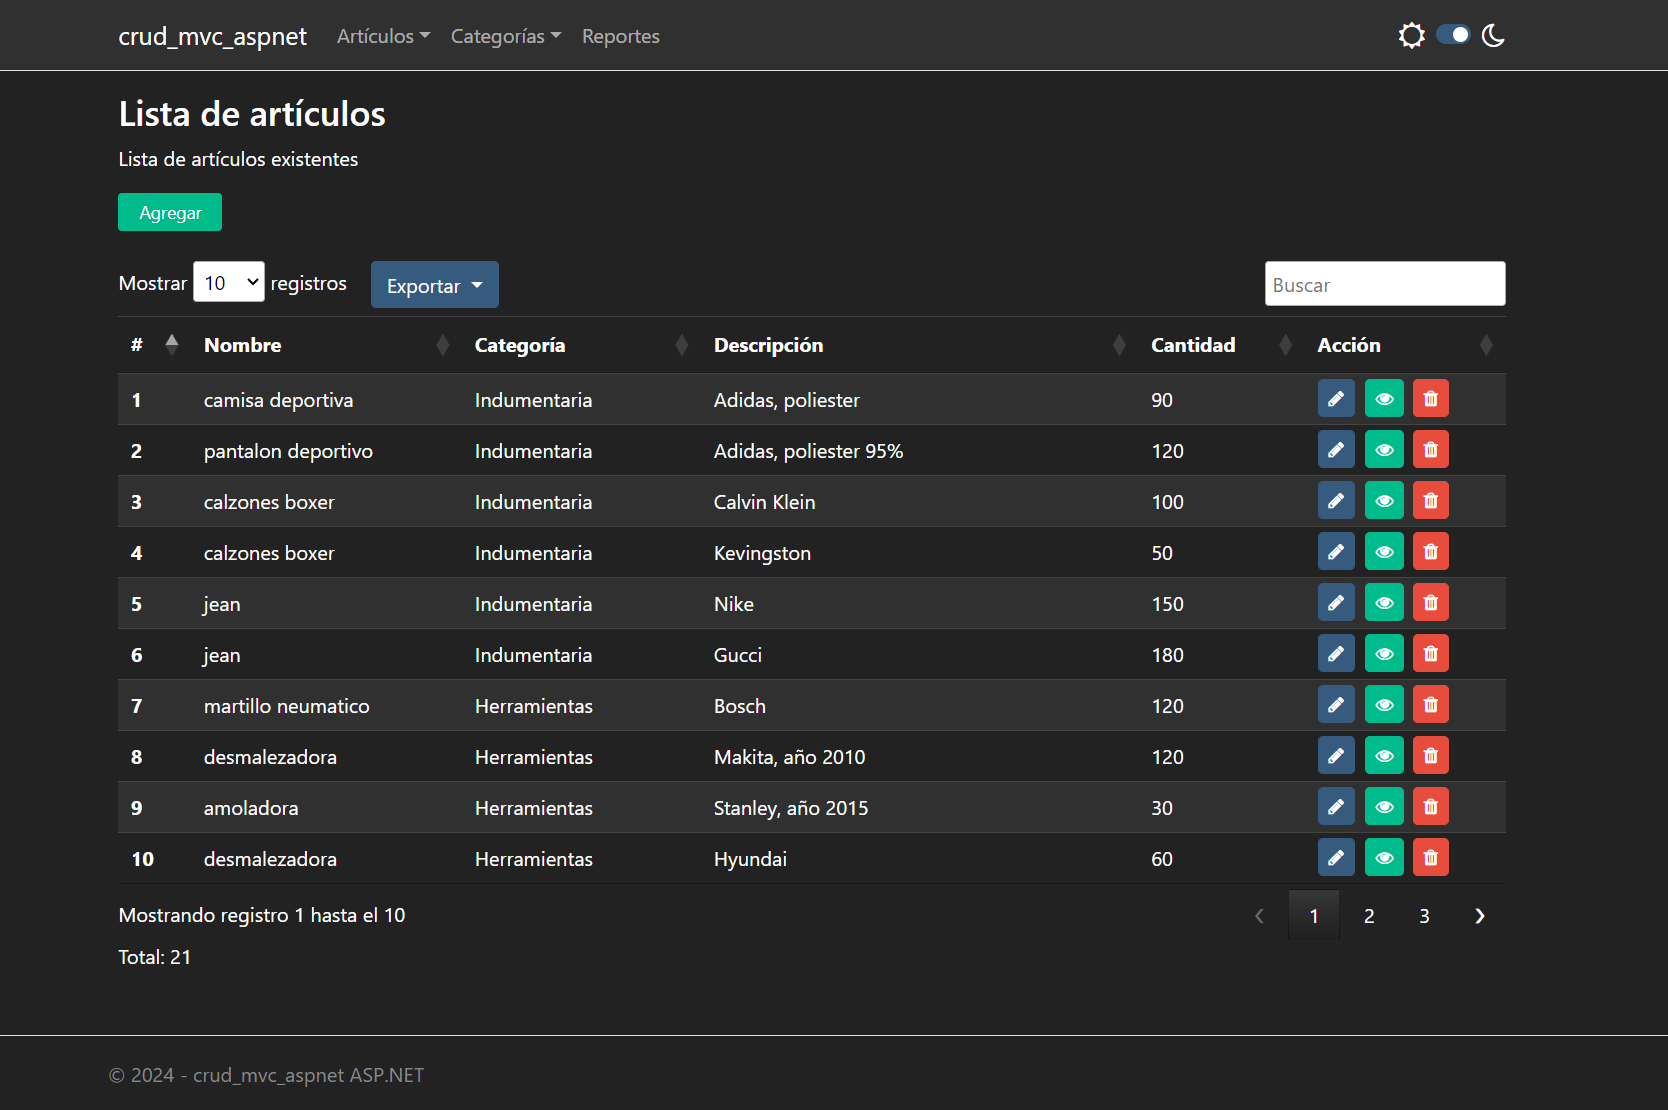 crud_mvc_aspnet Artículos Categorías Reportes
Lista de artículos
Lista de artículos existentes
Agregar
Mostrar 10 registros Exportar Buscar
# Nombre Categoría Descripción Cantidad Acción
1 camisa deportiva Indumentaria Adidas, poliester 90
2 pantalon deportivo Indumentaria Adidas, poliester 95% 120
3 calzones boxer Indumentaria Calvin Klein 100
4 calzones boxer Indumentaria Kevingston 50
5 jean Indumentaria Nike 150
6 jean Indumentaria Gucci 180
7 martillo neumatico Herramientas Bosch 120
8 desmalezadora Herramientas Makita, año 2010 120
9 amoladora Herramientas Stanley, año 2015 30
10 desmalezadora Herramientas Hyundai 60
Mostrando registro 1 hasta el 10 ‹ 1 2 3 ›
Total: 21
© 2024 - crud_mvc_aspnet ASP.NET